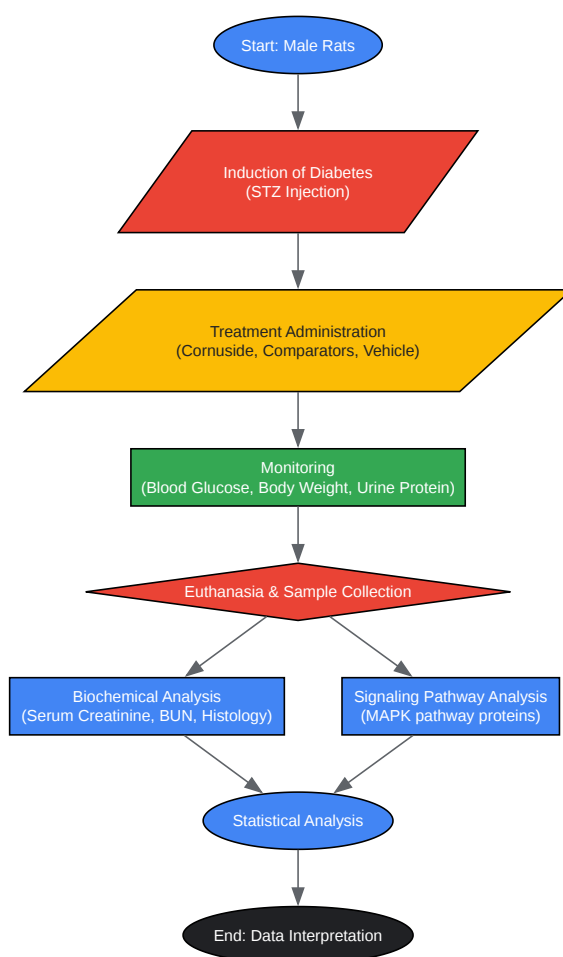 Start: Male Rats
Induction of Diabetes
(STZ Injection)
Treatment Administration
(Cornuside, Comparators, Vehicle)
Monitoring
(Blood Glucose, Body Weight, Urine Protein)
Euthanasia & Sample Collection
Biochemical Analysis
(Serum Creatinine, BUN, Histology)
Signaling Pathway Analysis
(MAPK pathway proteins)
Statistical Analysis
End: Data Interpretation